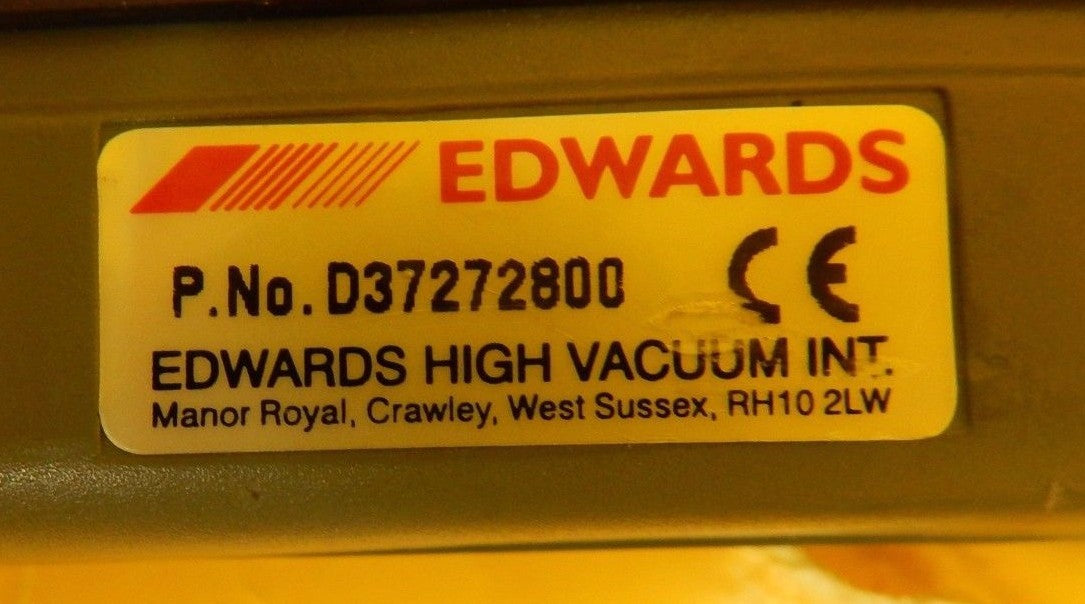 EDWARDS
P.No. D37272800 CE
EDWARDS HIGH VACUUM INT.
Manor Royal, Crawley, West Sussex, RH10 2LW